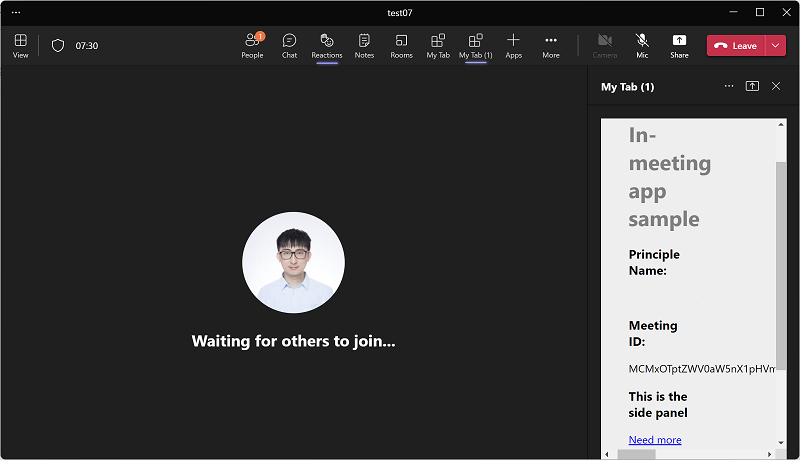 test07
View
07:30
People
1
Chat
Reactions
Notes
Rooms
My Tab
My Tab (1)
Apps
More
Camera
Mic
Share
Leave
My Tab (1)
In-
meeting
app
sample
Principle
Name:
Meeting
ID:
MCMxOTptZWV0aW5nX1pHVm
This is the
side panel
Need more
Waiting for others to join...